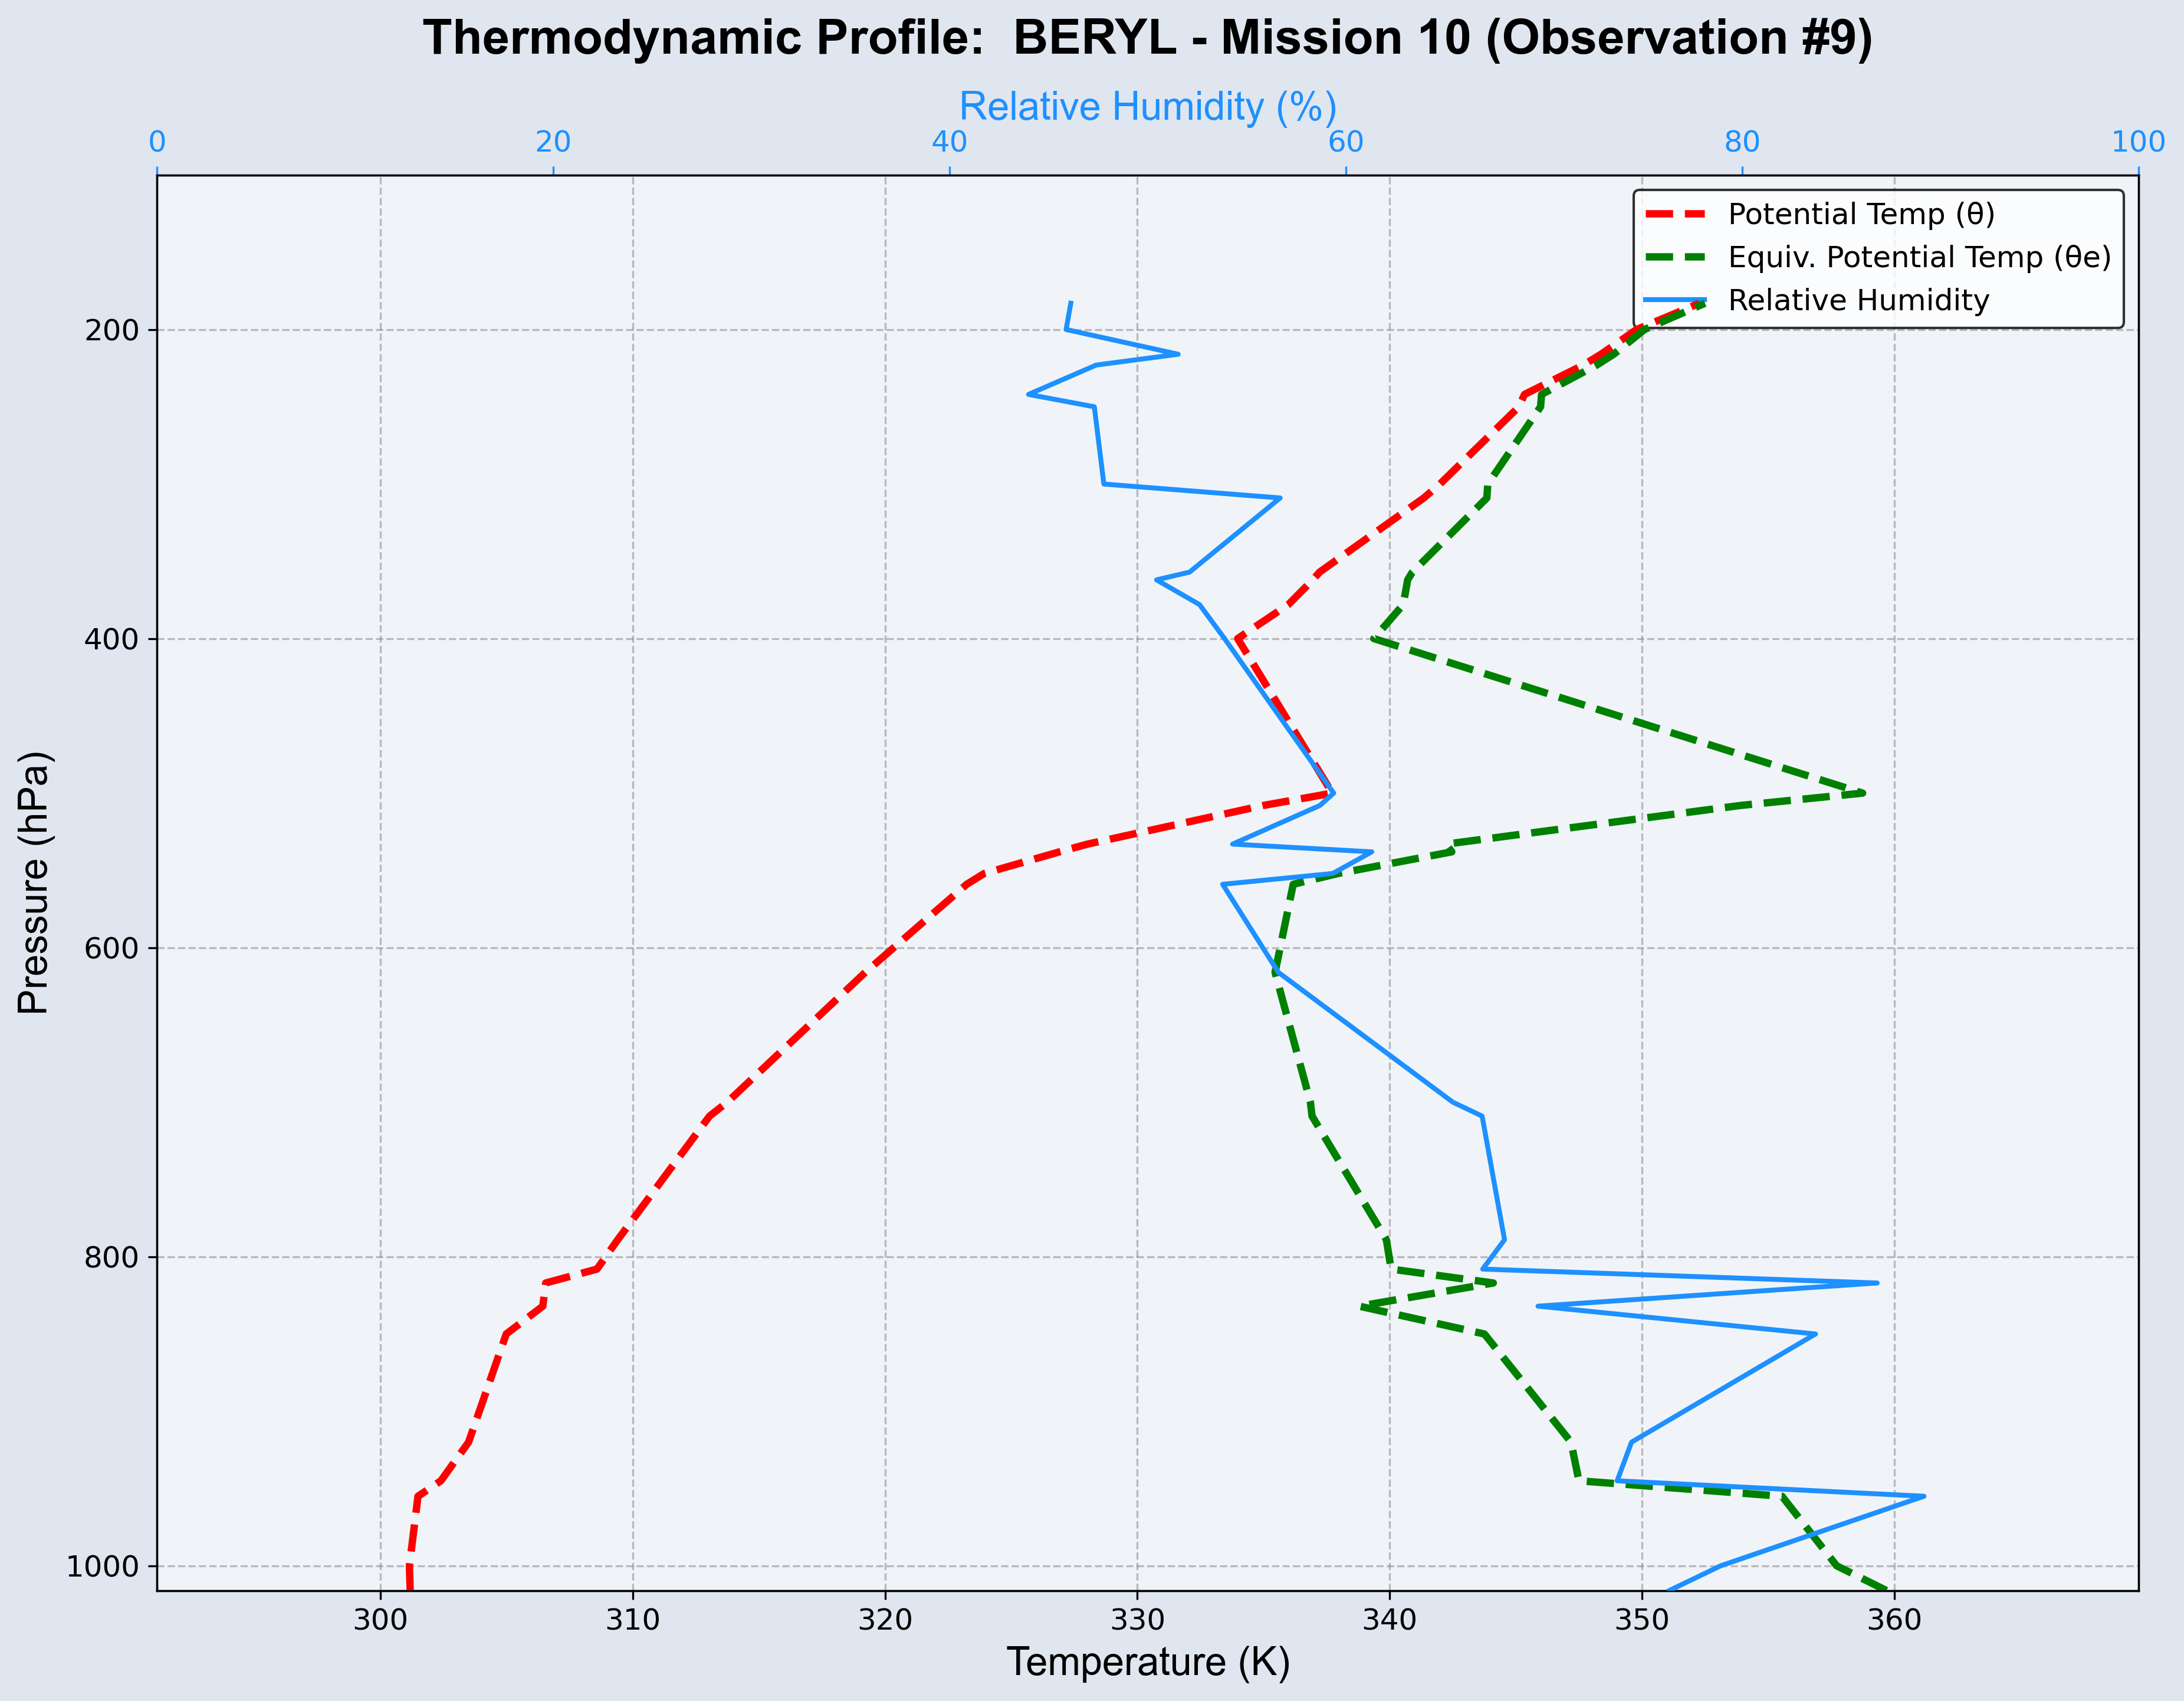 Thermodynamic Profile:  BERYL - Mission 10 (Observation #9)
Relative Humidity (%)
0 20 40 60 80 100
Potential Temp (θ)
Equiv. Potential Temp (θe)
Relative Humidity
200
400
600
800
1000
Pressure (hPa)
300 310 320 330 340 350 360
Temperature (K)